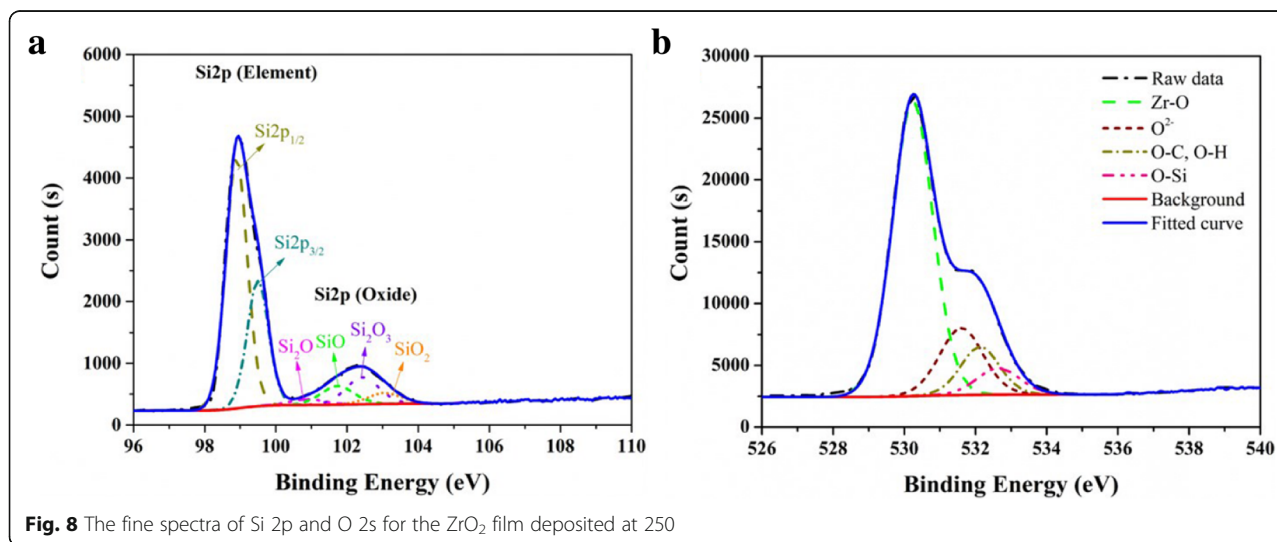 a
Si2p (Element)
Si2p1/2
Si2p3/2
Si2p (Oxide)
Si2O
SiO
Si2O3
SiO2
6000
5000
4000
3000
2000
1000
0
Count (s)
96 98 100 102 104 106 108 110
Binding Energy (eV)
b
Raw data
Zr-O
O2-
O-C, O-H
O-Si
Background
Fitted curve
30000
25000
20000
15000
10000
5000
0
Count (s)
526 528 530 532 534 536 538 540
Binding Energy (eV)
Fig. 8 The fine spectra of Si 2p and O 2s for the ZrO2 film deposited at 250